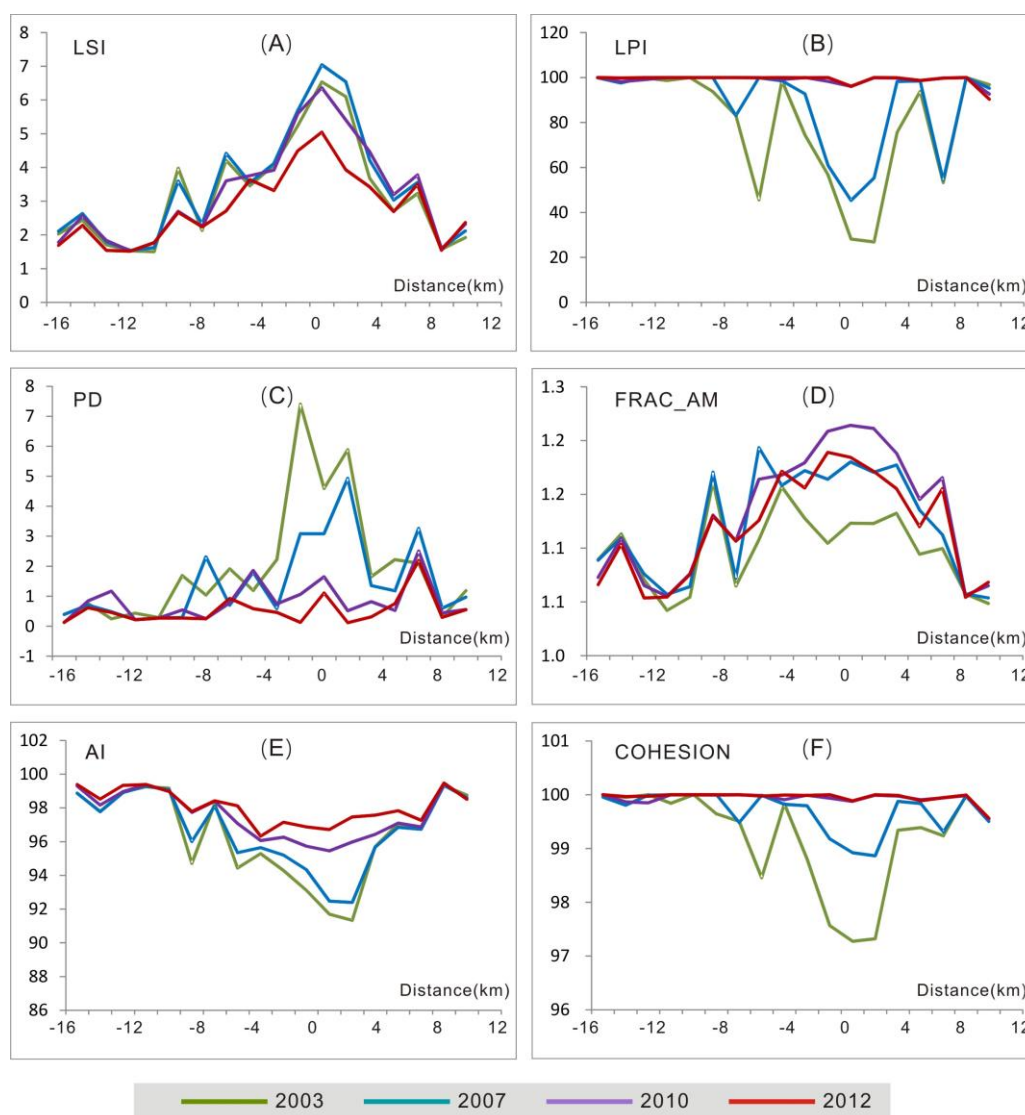 LSI (A)
8
7
6
5
4
3
2
1
0
Distance(km)
-16 -12 -8 -4 0 4 8 12
LPI (B)
120
100
80
60
40
20
0
Distance(km)
-16 -12 -8 -4 0 4 8 12
PD (C)
8
7
6
5
4
3
2
1
0
-1
-16 -12 -8 -4 0 4 8 12
FRAC_AM (D)
1.3
1.2
1.2
1.1
1.1
1.0
-16 -12 -8 -4 0 4 8 12
AI (E)
102
100
98
96
94
92
90
88
86
Distance(km)
-16 -12 -8 -4 0 4 8 12
COHESION (F)
101
100
99
98
97
96
Distance(km)
-16 -12 -8 -4 0 4 8 12
2003 2007 2010 2012